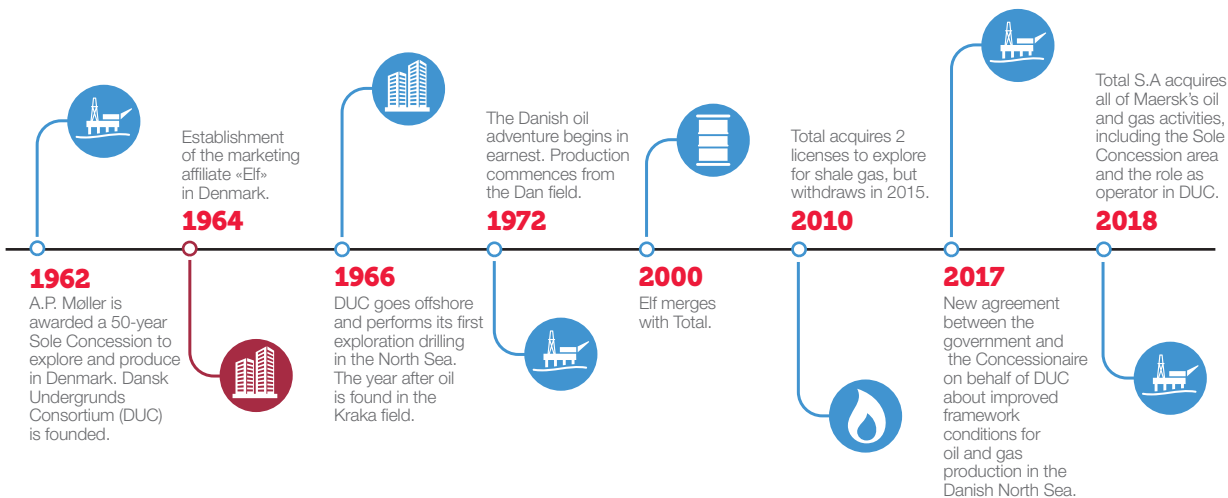 1962
A.P. Møller is
awarded a 50-year
Sole Concession to
explore and produce
in Denmark. Dansk
Undergrunds
Consortium (DUC)
is founded.
Establishment
of the marketing
affiliate «Elf»
in Denmark.
1964
1966
DUC goes offshore
and performs its first
exploration drilling
in the North Sea.
The year after oil
is found in the
Kraka field.
The Danish oil
adventure begins in
earnest. Production
commences from
the Dan field.
1972
2000
Elf merges
with Total.
Total acquires 2
licenses to explore
for shale gas, but
withdraws in 2015.
2010
2017
New agreement
between the
government and
the Concessionaire
on behalf of DUC
about improved
framework
conditions for
oil and gas
production in the
Danish North Sea.
Total S.A acquires
all of Maersk's oil
and gas activities,
including the Sole
Concession area
and the role as
operator in DUC.
2018